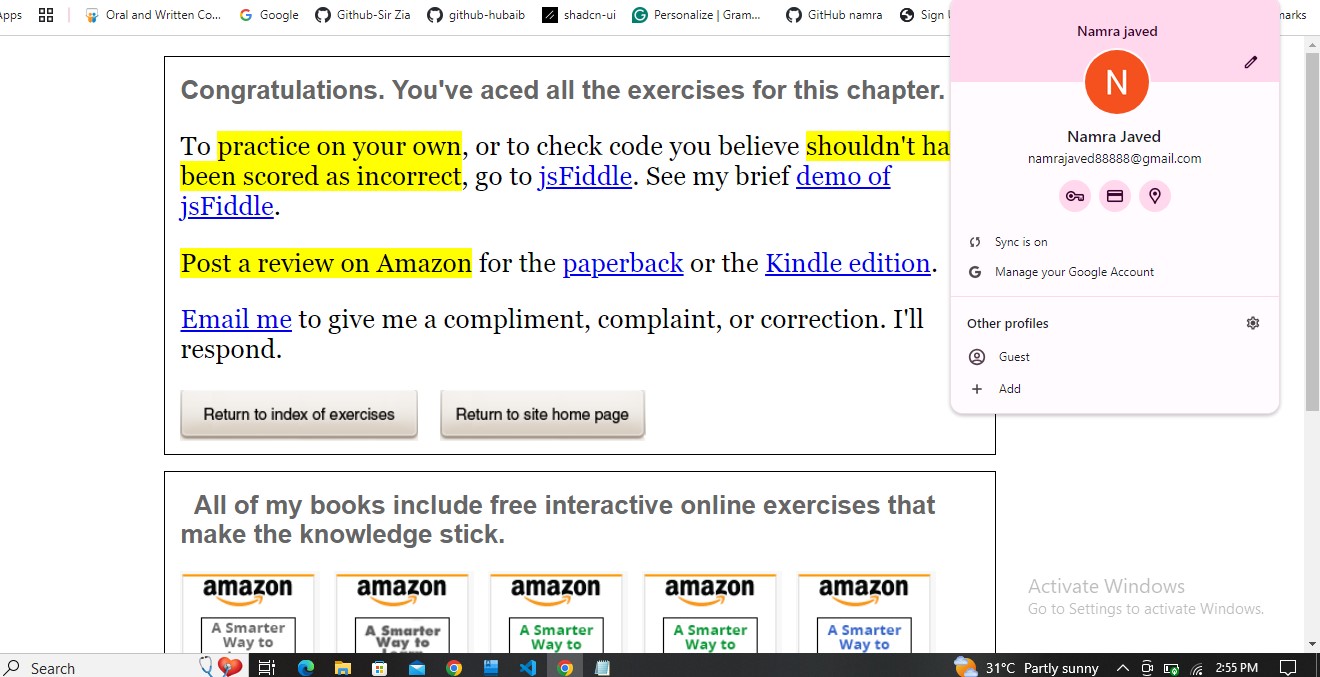 Apps
Oral and Written Co...
Google
Github-Sir Zia
github-hubaib
shadcn-ui
Personalize | Gram...
GitHub namra
Sign
Namra javed
N
Namra Javed
namrajaved88888@gmail.com
Sync is on
Manage your Google Account
Other profiles
Guest
Add
Congratulations. You've aced all the exercises for this chapter.
To practice on your own, or to check code you believe shouldn't ha
been scored as incorrect, go to jsFiddle. See my brief demo of
jsFiddle.
Post a review on Amazon for the paperback or the Kindle edition.
Email me to give me a compliment, complaint, or correction. I'll
respond.
Return to index of exercises
Return to site home page
All of my books include free interactive online exercises that
make the knowledge stick.
amazon
A Smarter
Way to
amazon
A Smarter
Way to
amazon
A Smarter
Way to
amazon
A Smarter
Way to
amazon
A Smarter
Way to
Activate Windows
Go to Settings to activate Windows.
Search
31°C Partly sunny
2:55 PM